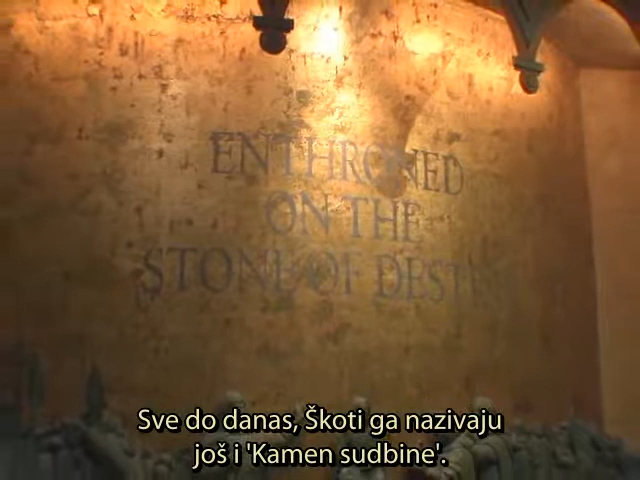 ENTHRONED
ON THE
STONE OF
Sve do danas, Škoti ga nazivaju
još i 'Kamen sudbine'.